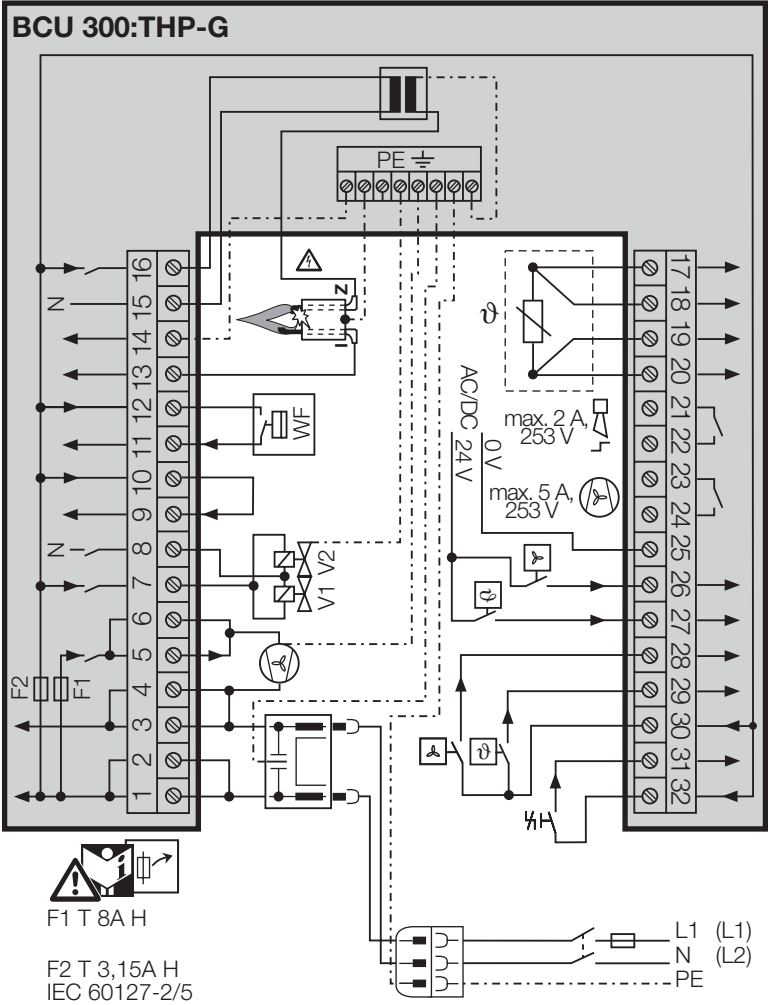 BCU 300:THP-G
PE
16
15
14
13
12
11
10
9
8
7
6
5
4
3
2
1
N
N
F2
F1
Z
I
WF
V1 V2
ϑ
AC/DC 24 V
0 V
max. 2 A,
253 V
max. 5 A,
253 V
ϑ
ϑ
17
18
19
20
21
22
23
24
25
26
27
28
29
30
31
32
i
F1 T 8A H
F2 T 3,15A H
IEC 60127-2/5
L1 (L1)
N (L2)
PE